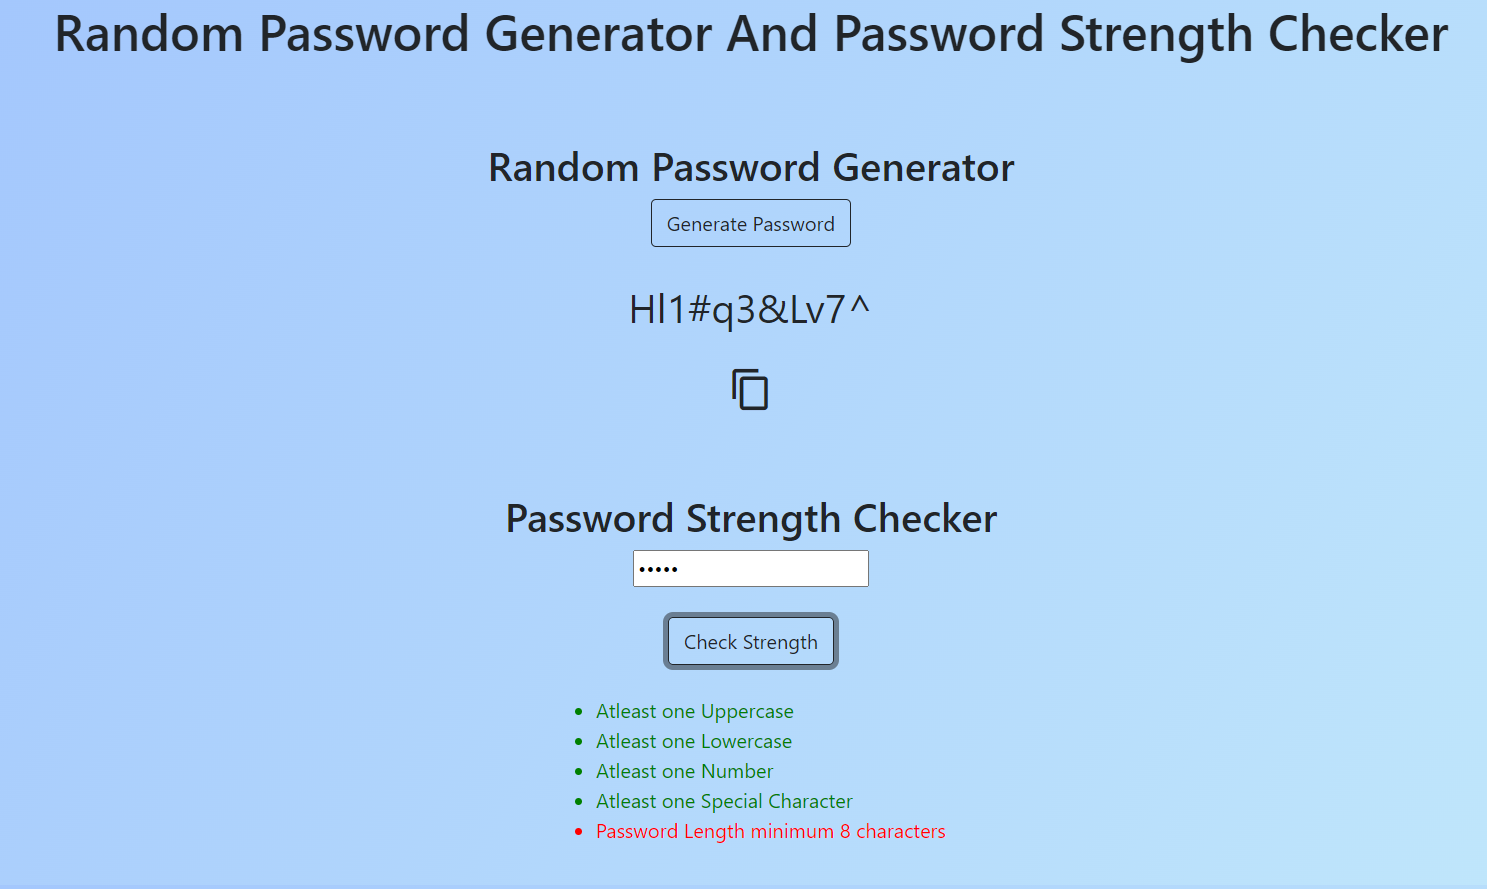 Random Password Generator And Password Strength Checker
Random Password Generator
Generate Password
Hl1#q3&Lv7^
Password Strength Checker
•••••
Check Strength
• Atleast one Uppercase
• Atleast one Lowercase
• Atleast one Number
• Atleast one Special Character
• Password Length minimum 8 characters